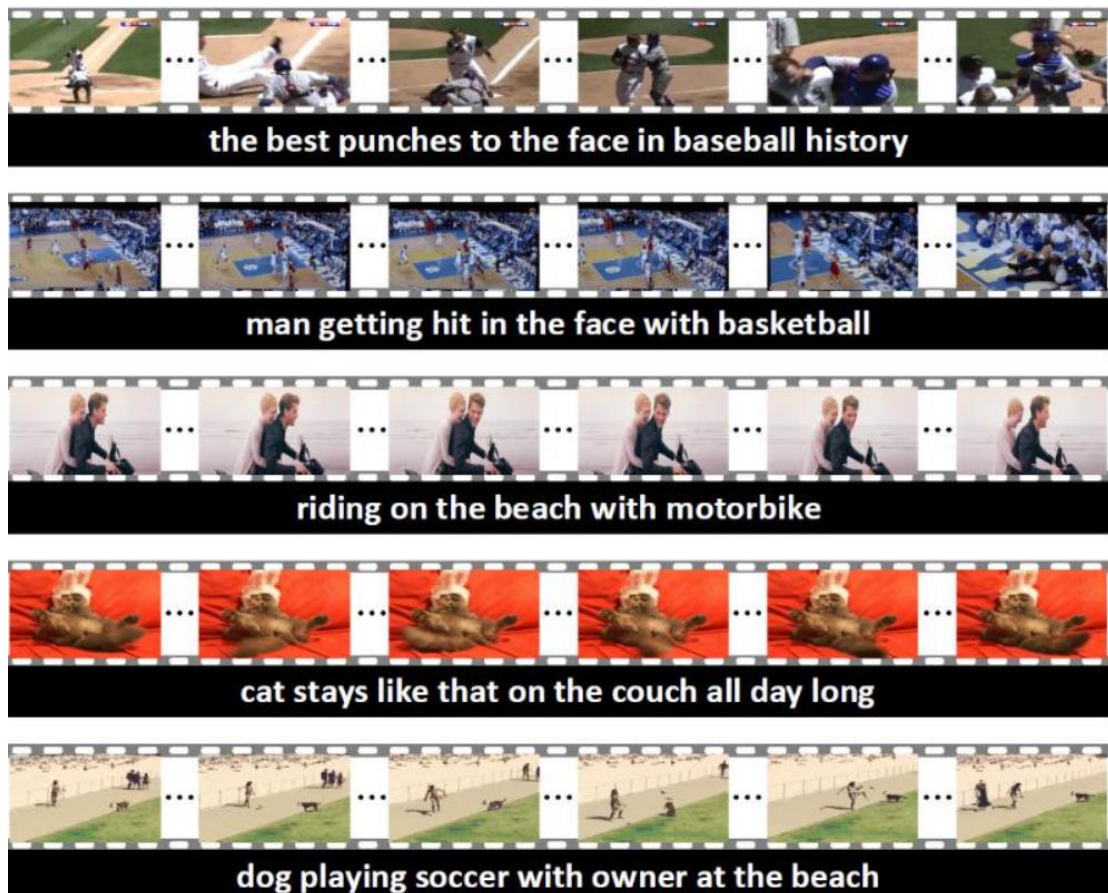 the best punches to the face in baseball history
man getting hit in the face with basketball
riding on the beach with motorbike
cat stays like that on the couch all day long
dog playing soccer with owner at the beach